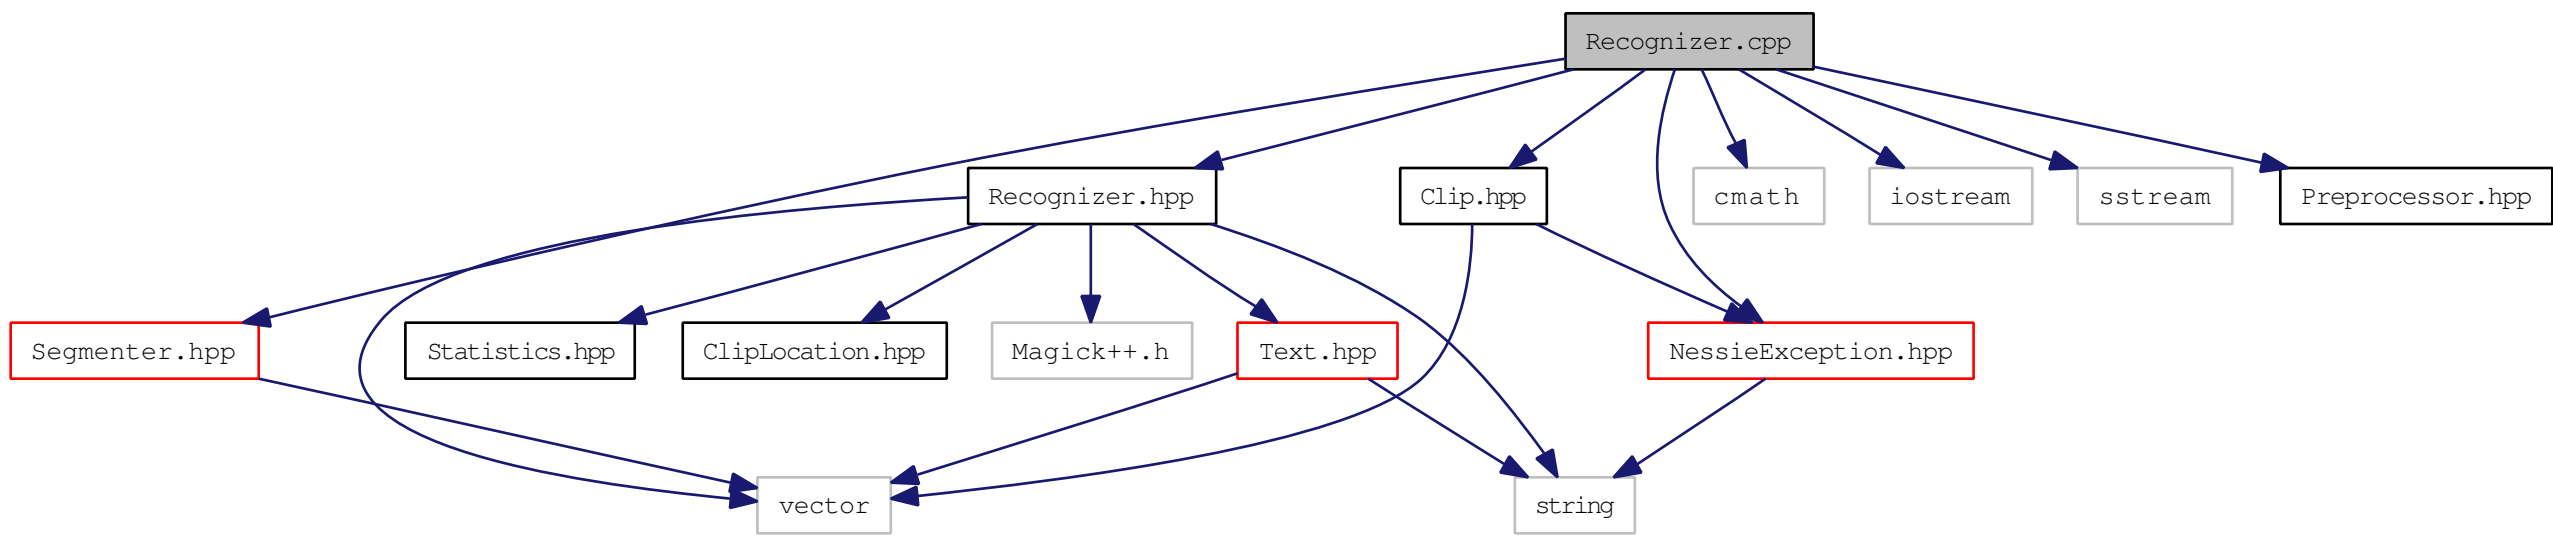 Recognizer.cpp
Recognizer.hpp
Clip.hpp
cmath
iostream
sstream
Preprocessor.hpp
Segmenter.hpp
Statistics.hpp
ClipLocation.hpp
Magick++.h
Text.hpp
NessieException.hpp
vector
string